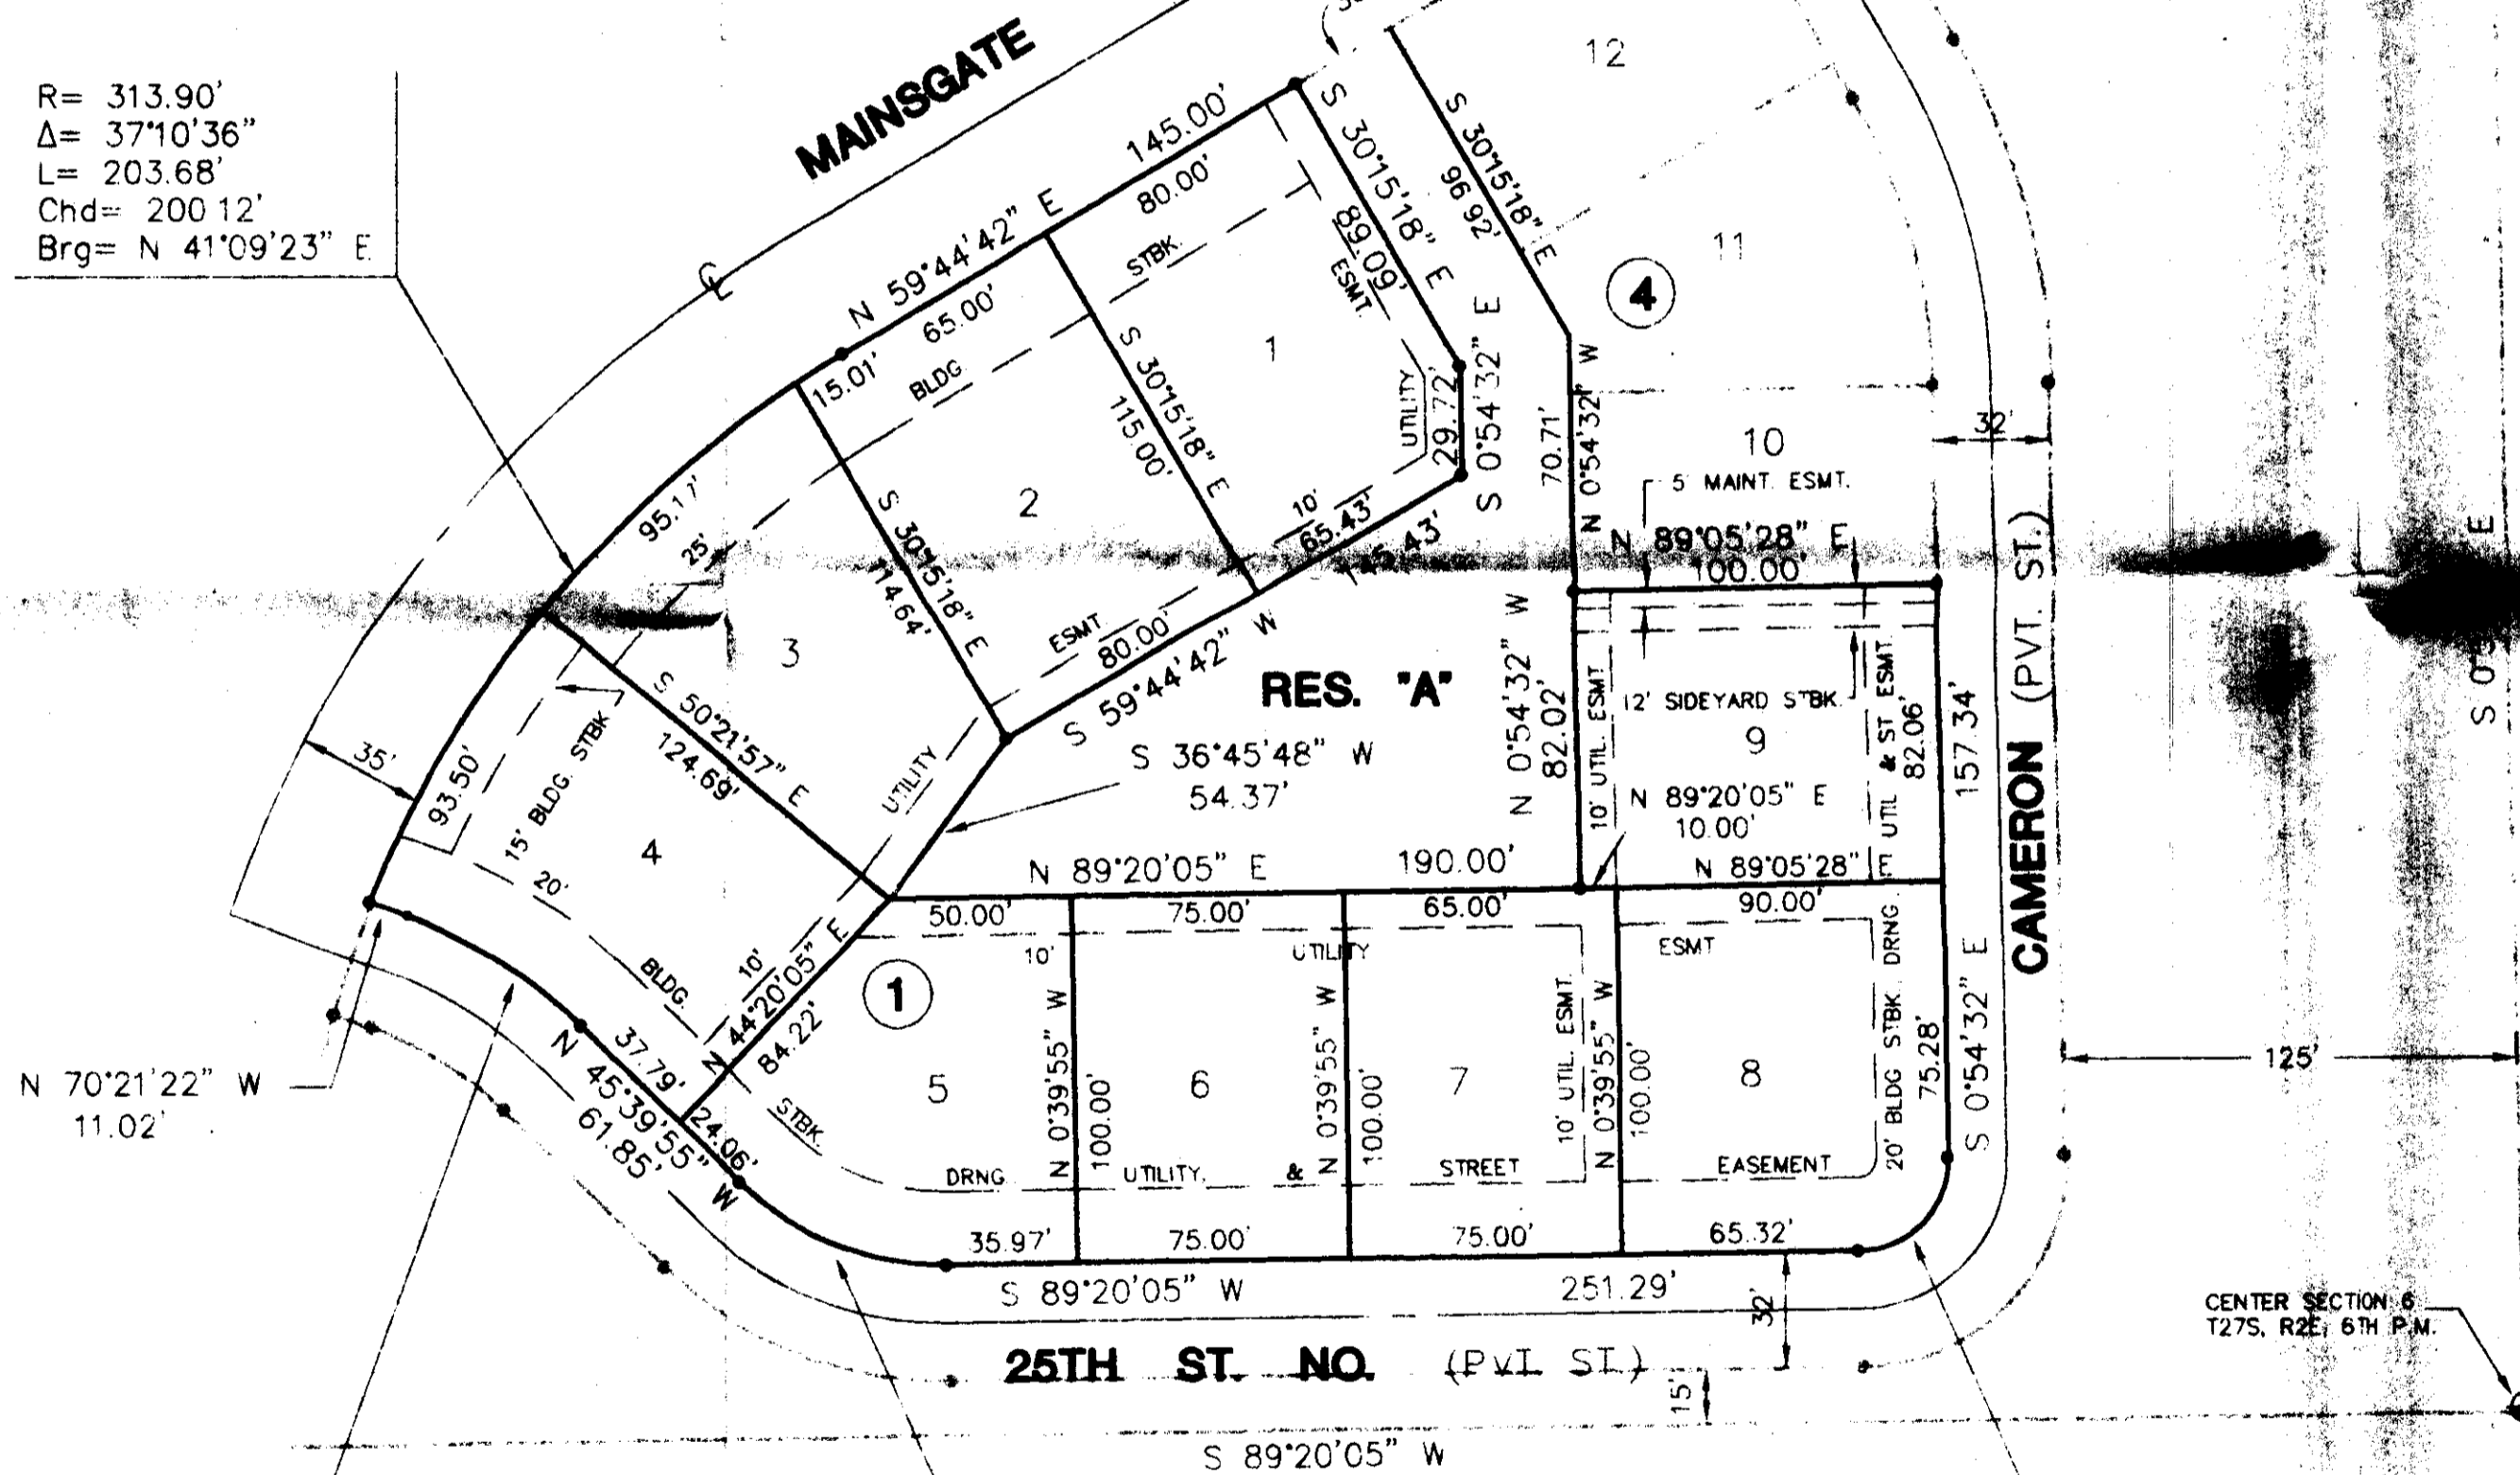 R= 313.90'
Δ= 37°10'36"
L= 203.68'
Chd= 200 12'
Brg= N 41°09'23" E
MAINSGATE
℄
N 59°44'42" E
145.00'
80.00'
65.00'
15.01'
BLDG.
STBK.
S 30°15'18" E
89.09'
ESMT.
UTILITY
29.72'
S 0°54'32" E
S 30°15'18" E
96 92'
12
11
4
1
2
S 30°15'18" E
115.00'
S 30°15'18" E
114.64'
95.17'
25'
3
N 0°54'32" W
70.71'
10
32'
5' MAINT. ESMT.
N 89°05'28" E
100.00'
10'
65.43'
145.43'
ESMT.
80.00'
S 59°44'42" W
RES. "A"
S 36°45'48" W
54.37'
N 0°54'32" W
82.02'
10' UTIL. ESMT
12' SIDEYARD STBK.
9
UTIL & ST ESMT.
82.06'
157.34'
CAMERON (PVT. ST.)
N 89°20'05" E
10.00'
S 50°21'57" E
124.69'
UTILITY
35'
93.50'
15' BLDG. STBK
4
20'
BLDG.
STBK.
N 89°20'05" E
190.00'
N 89°05'28" E
50.00'
75.00'
65.00'
90.00'
10'
UTILITY
ESMT
10'
N 44°20'05" E
84.22'
1
5
6
7
8
N 0°39'55" W
100.00'
N 0°39'55" W
100.00'
10' UTIL. ESMT.
N 0°39'55" W
100.00'
20' BLDG STBK. DRNG.
75.28'
S 0°54'32" E
125'
N 70°21'22" W
11.02'
37.79'
N 45°39'55" W
61.85'
24.06'
DRNG.
UTILITY.
&
STREET
EASEMENT
35.97'
75.00'
75.00'
65.32'
S 89°20'05" W
251.29'
32'
25TH ST. NO. (PVT ST.)
15'
S 89°20'05" W
CENTER SECTION 6
T27S, R2E, 6TH P.M.